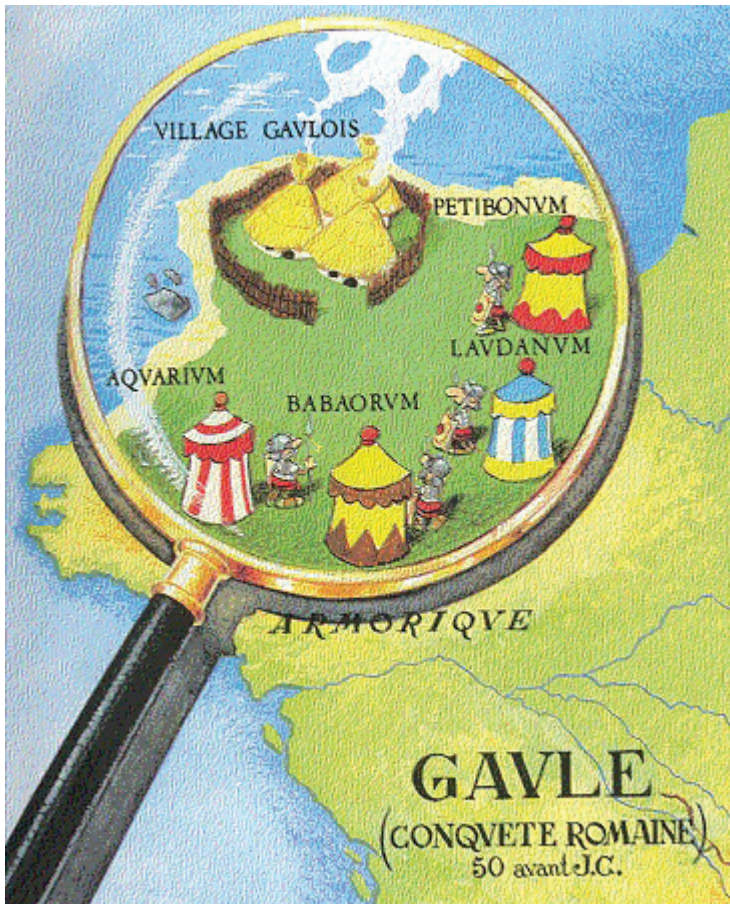 VILLAGE GAVLOIS
PETIBONVM
LAVDANVM
AQVARIVM
BABAORVM
ARMORIQVE
GAVLE
(CONQVETE ROMAINE)
50 avant J.C.